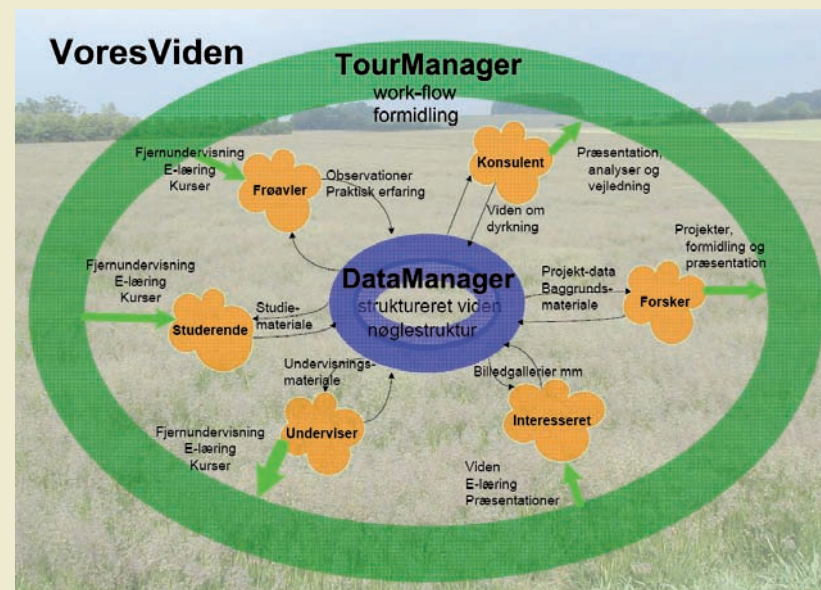 VoresViden
TourManager
work-flow
formidling
Fjernundervisning
E-læring
Kurser
Frøavler
Observationer
Praktisk erfaring
Konsulent
Præsentation,
analyser og
vejledning
Viden om
dyrkning
Projekter,
formidling og
præsentation
Fjernundervisning
E-læring
Kurser
Studerende
Studie-
materiale
DataManager
struktureret viden
nøglestruktur
Projekt-data
Baggrunds-
materiale
Forsker
Undervisnings-
materiale
Billedgallerier mm
Fjernundervisning
E-læring
Kurser
Underviser
Interesseret
Viden
E-læring
Præsentationer